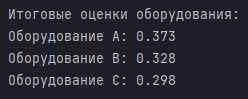 Итоговые оценки оборудования:
Оборудование A: 0.373
Оборудование B: 0.328
Оборудование C: 0.298